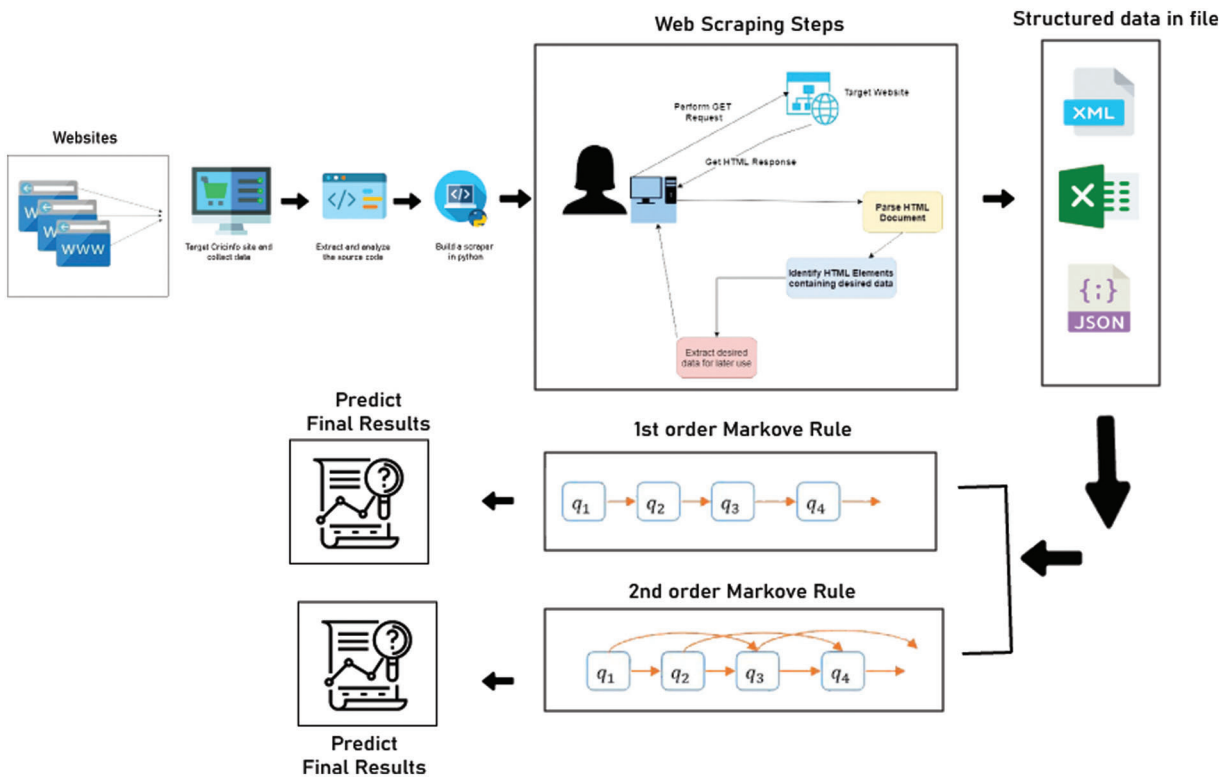 Web Scraping Steps
Structured data in file
Websites
W
W
WWW
Target Cricinfo site and
collect data
</>
Extract and analyze
the source code
</>
Build a scraper
in python
Perform GET
Request
Target Website
Get HTML Response
Parse HTML
Document
Identify HTML Elements
containing desired data
Extract desired
data for later use
XML
X
{;}
JSON
Predict
Final Results
?
1st order Markove Rule
q1
q2
q3
q4
2nd order Markove Rule
q1
q2
q3
q4
?
Predict
Final Results